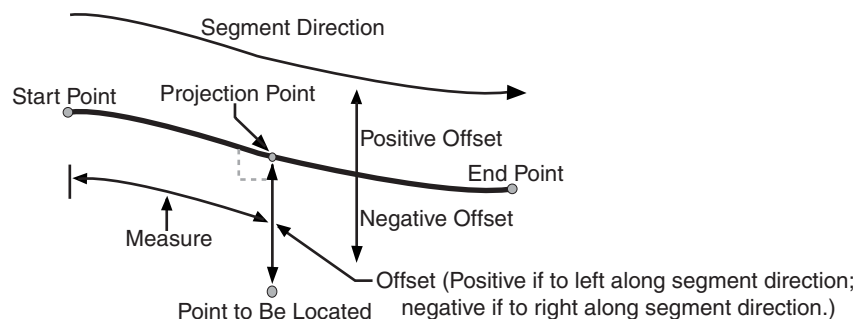 Segment Direction
Start Point
Projection Point
Positive Offset
End Point
Negative Offset
Measure
Offset (Positive if to left along segment direction;
negative if to right along segment direction.)
Point to Be Located